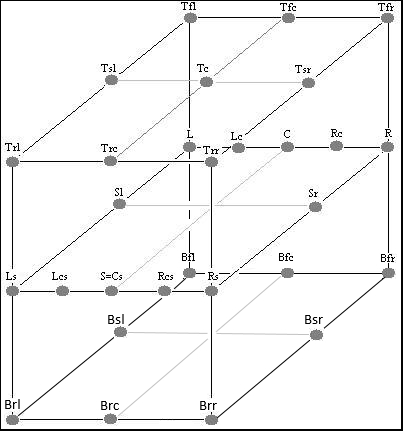 Tfl Tfc Tfr
Tsl Tc Tsr
Trl Trc Trr L Lc C Rc R
Sl Sr
Ls Lcs S=Cs Rcs Rs Bfl Bfc Bfr
Bsl Bsr
Brl Brc Brr